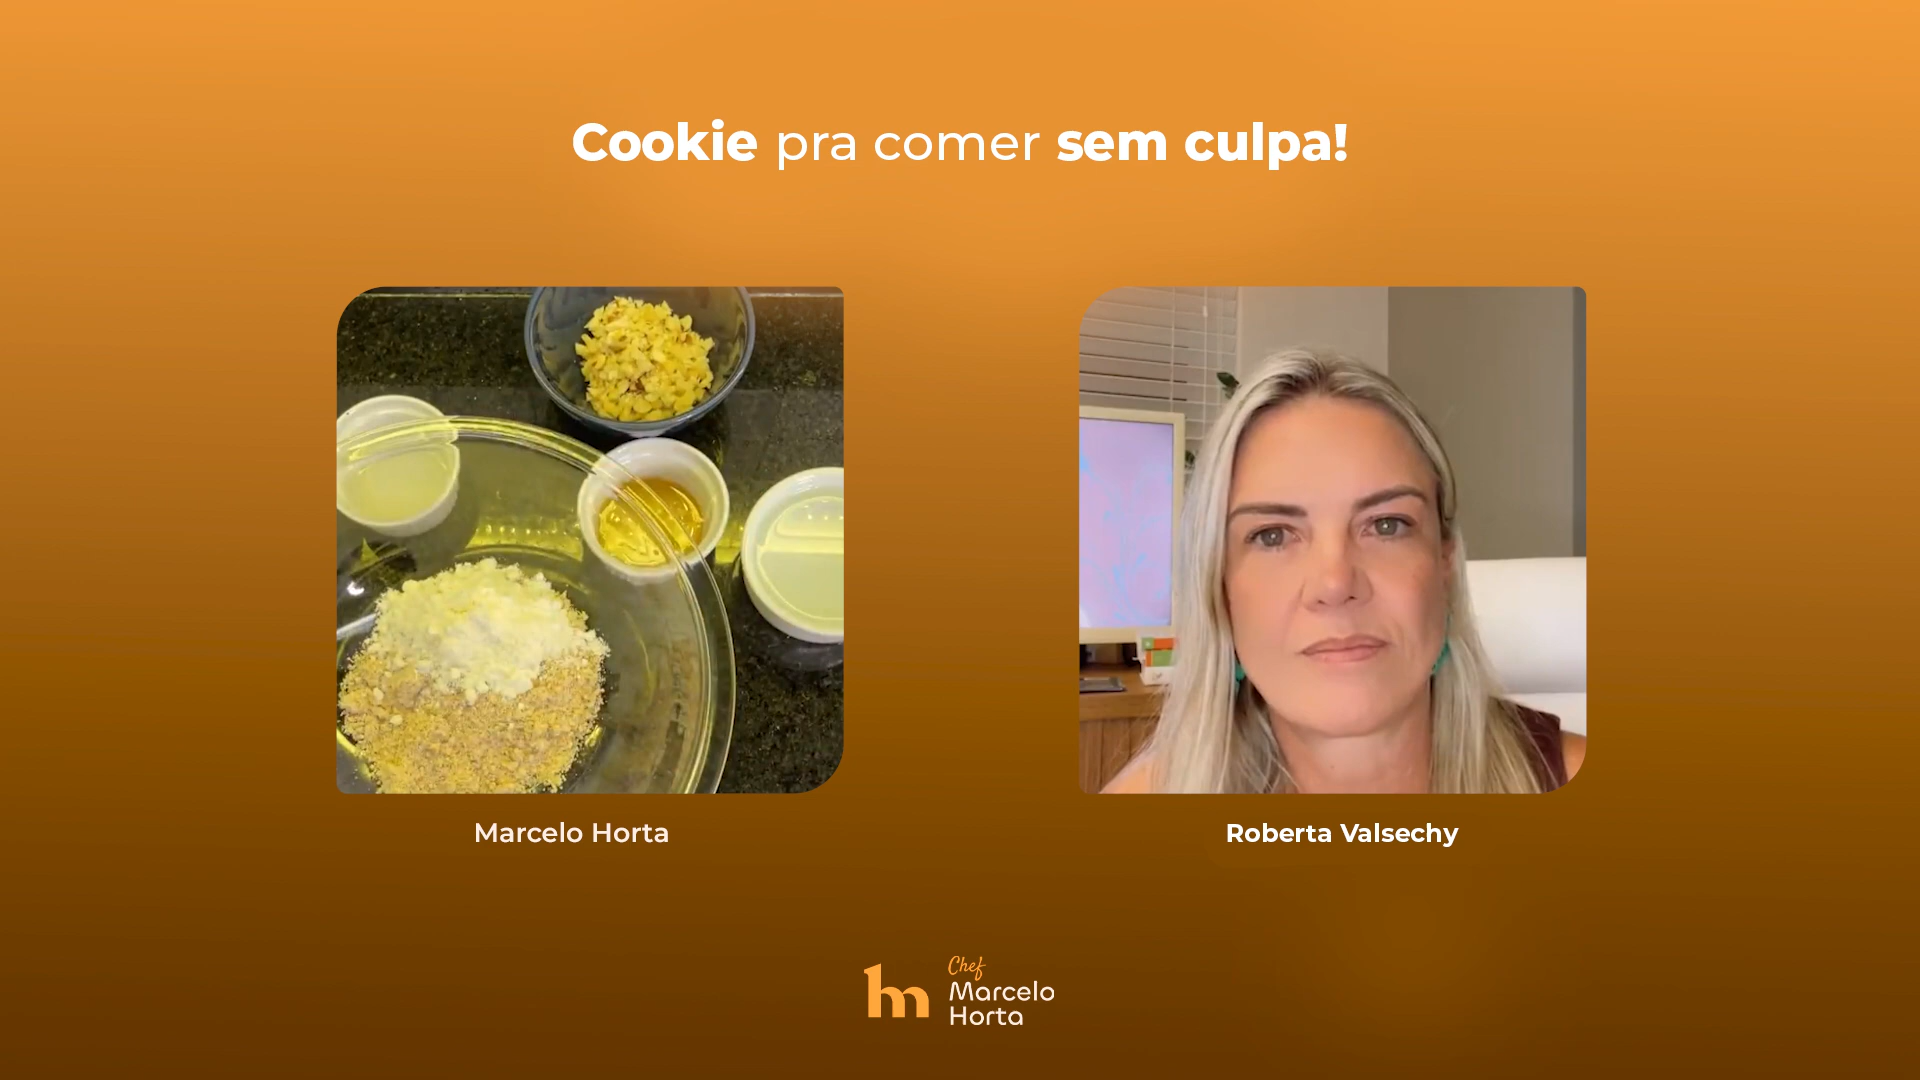 Cookie pra comer sem culpa!
Marcelo Horta
Roberta Valsechy
hm
Chef
Marcelo
Horta